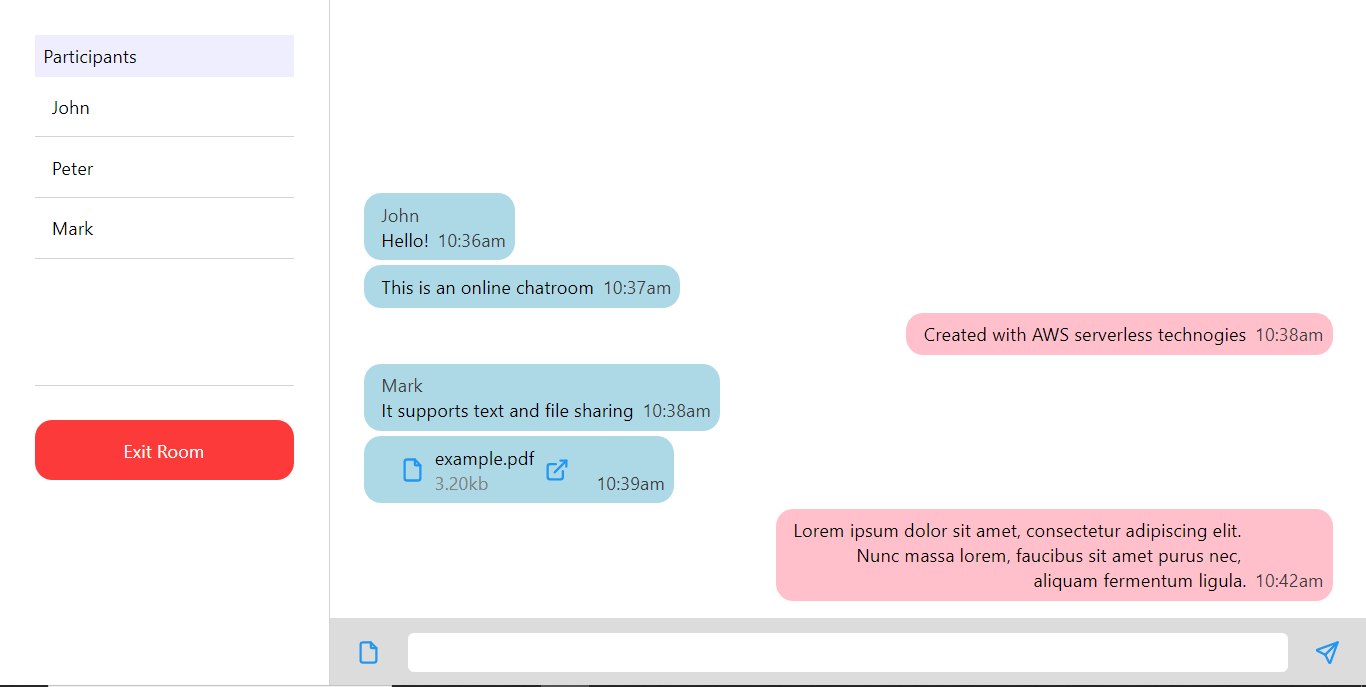 Participants
John
Peter
Mark
Exit Room
John
Hello! 10:36am
This is an online chatroom 10:37am
Created with AWS serverless technogies 10:38am
Mark
It supports text and file sharing 10:38am
example.pdf
3.20kb 10:39am
Lorem ipsum dolor sit amet, consectetur adipiscing elit.
Nunc massa lorem, faucibus sit amet purus nec,
aliquam fermentum ligula. 10:42am